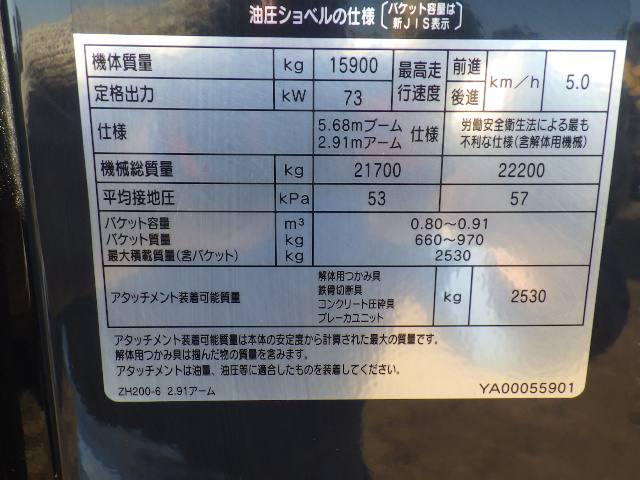 油圧ショベルの仕様(バケット容量は
新JIS表示)
機体質量 kg 15900 最高走行速度 前進 後進 km/h 5.0
定格出力 kW 73
仕様 5.68mブーム 2.91mアーム 仕様 労働安全衛生法による最も
不利な仕様(含解体用機械)
機械総質量 kg 21700 22200
平均接地圧 kPa 53 57
バケット容量 m³ 0.80～0.91
バケット質量 kg 660～970
最大積載質量(含バケット) kg 2530
アタッチメント装着可能質量 解体用つかみ具
鉄骨切断具
コンクリート圧砕具
ブレーカユニット
kg 2530
アタッチメント装着可能質量は本体の安定度から計算された最大の質量です。
解体用つかみ具は掴んだ物の質量を含みます。
アタッチメントは油量、油圧等に適合したものを装着してください。
ZH200-6 2.91アーム YA00055901